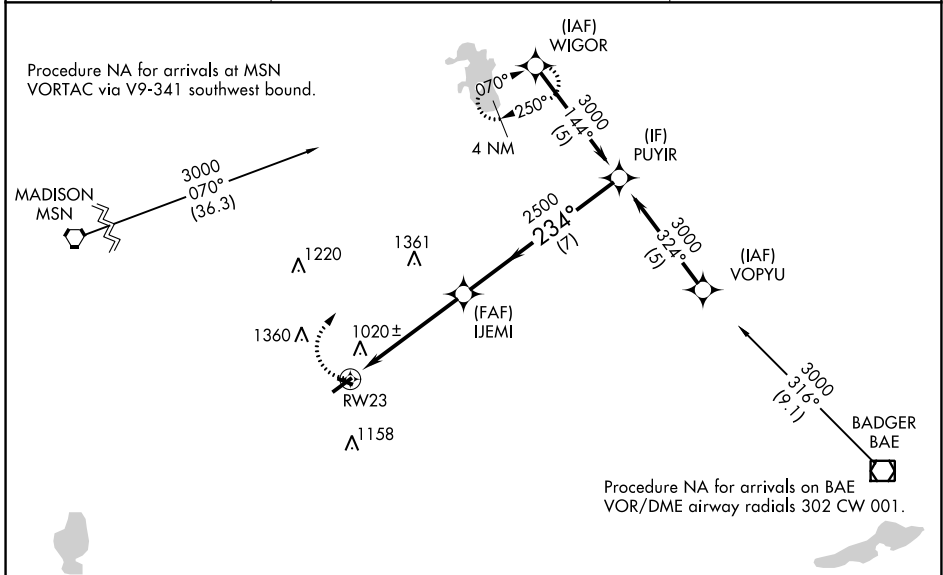 Procedure NA for arrivals at MSN
VORTAC via V9-341 southwest bound.
(IAF)
WIGOR
070°
250°
4 NM
3000
144°
(5)
(IF)
PUYIR
MADISON
MSN
3000
070°
(36.3)
2500
234°
(7)
3000
324°
(5)
(IAF)
VOPYU
1220
1361
(FAF)
IJEMI
1360
1020±
RW23
1158
3000
316°
(9.1)
BADGER
BAE
Procedure NA for arrivals on BAE
VOR/DME airway radials 302 CW 001.